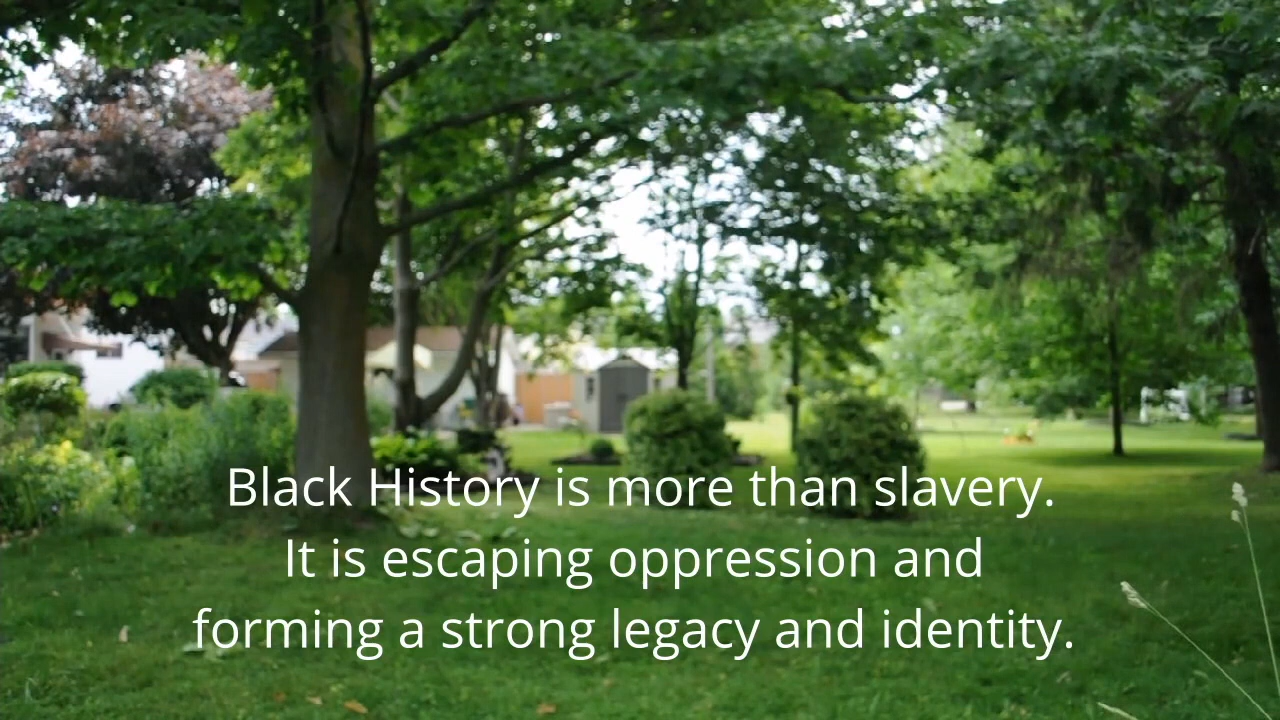 Black History is more than slavery.
It is escaping oppression and
forming a strong legacy and identity.